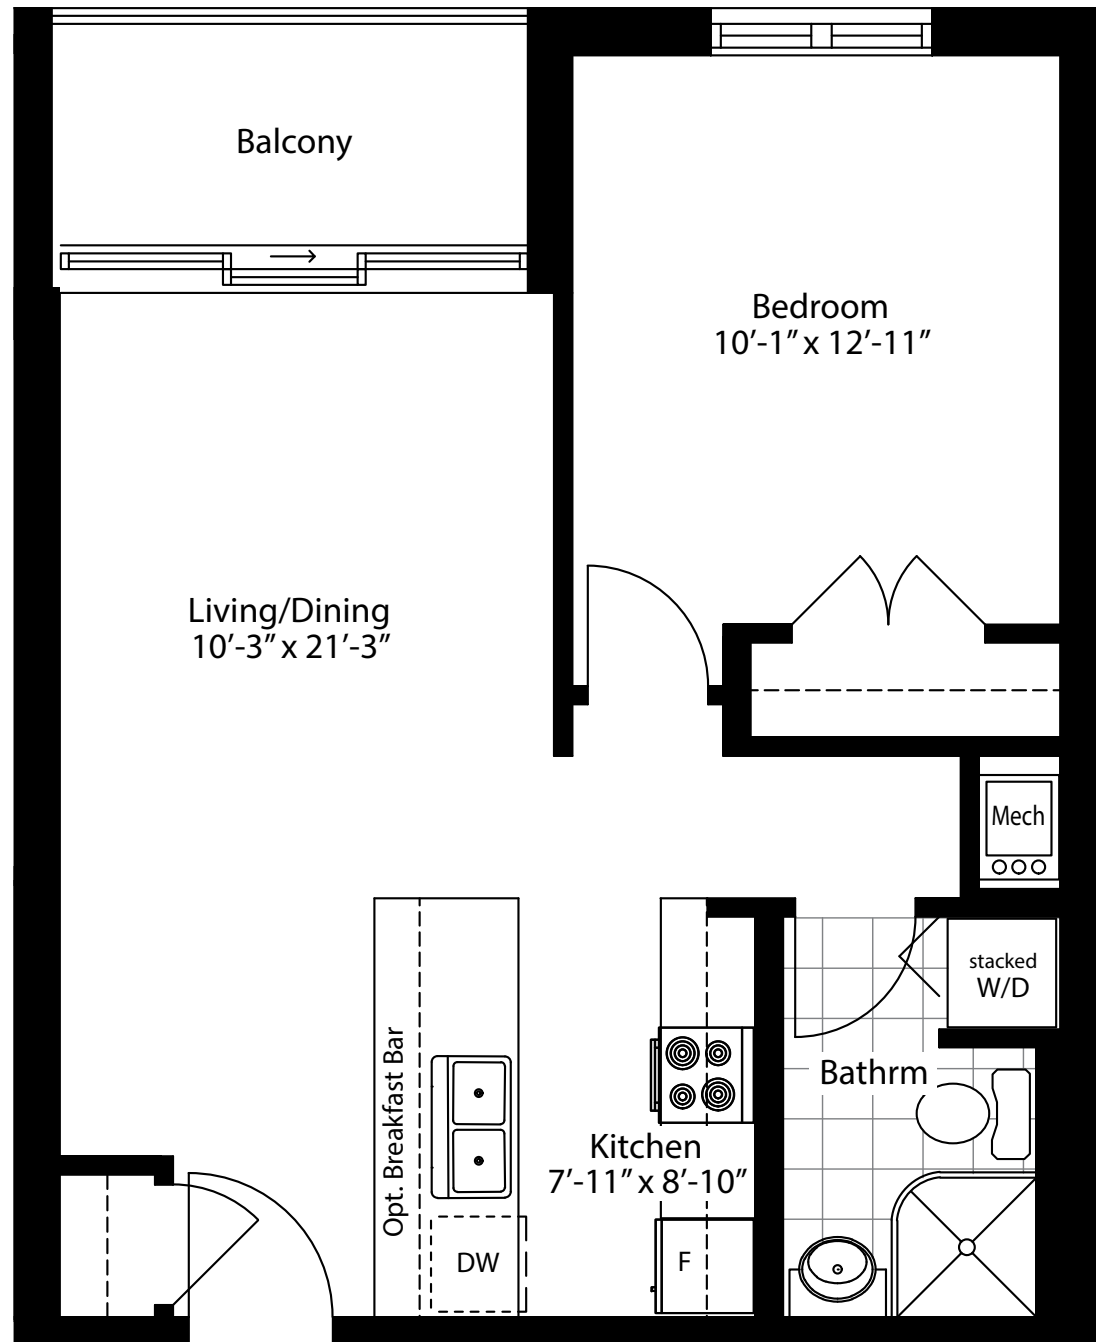 Balcony
Bedroom
10’-1” x 12’-11”
Living/Dining
10’-3” x 21’-3”
Mech
stacked
W/D
Bathrm
Opt. Breakfast Bar
Kitchen
7’-11” x 8’-10”
DW
F